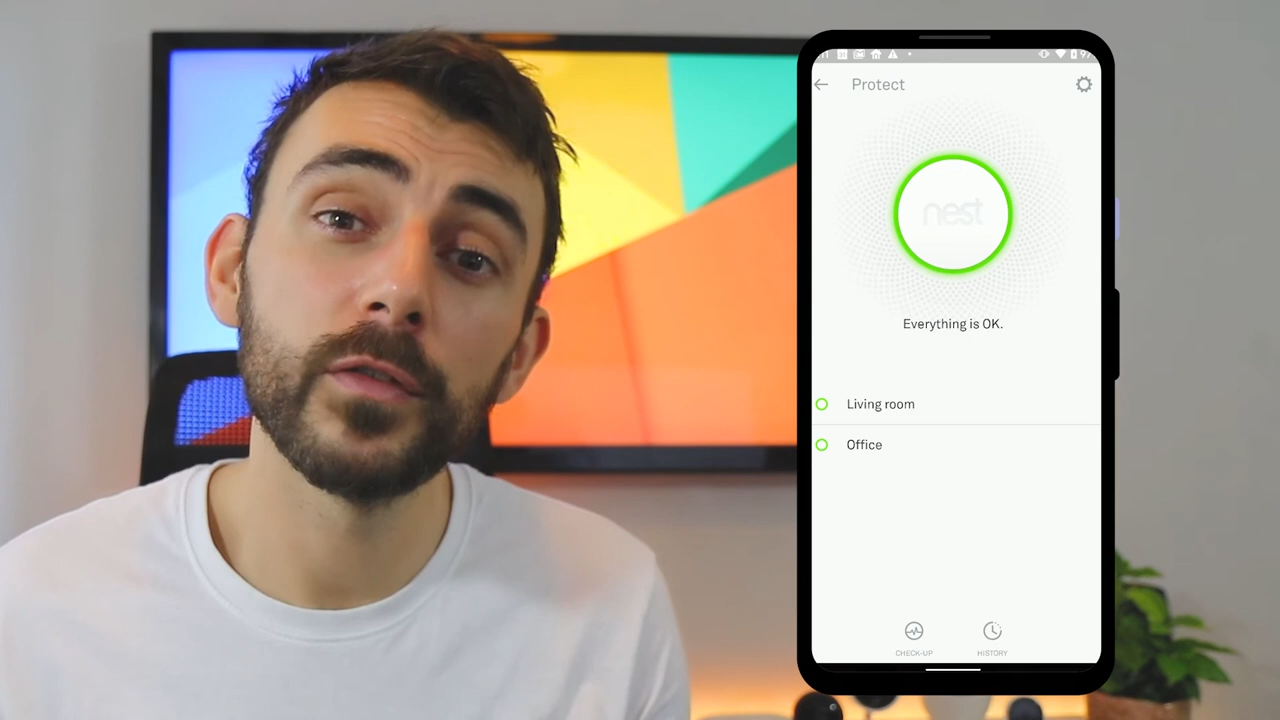 Protect
nest
Everything is OK.
Living room
Office
CHECK-UP
HISTORY